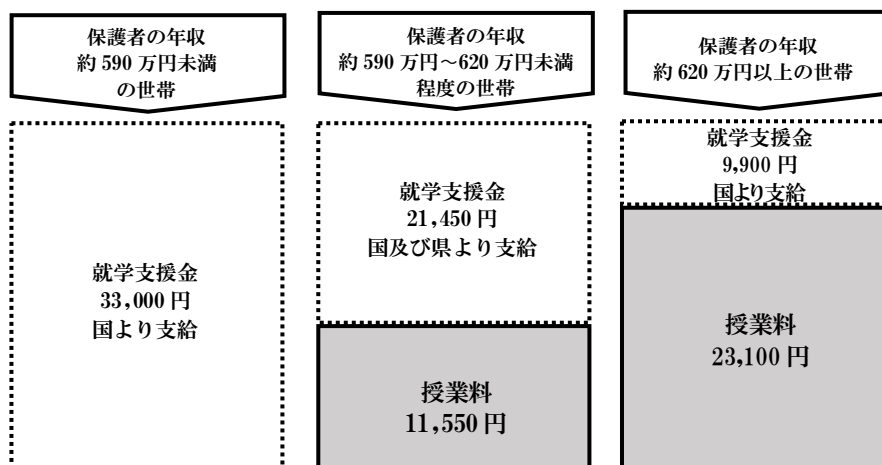 保護者の年収
約 590 万円未満
の世帯
保護者の年収
約 590 万円～620 万円未満
程度の世帯
保護者の年収
約 620 万円以上の世帯
就学支援金
33,000 円
国より支給
就学支援金
21,450 円
国及び県より支給
授業料
11,550 円
就学支援金
9,900 円
国より支給
授業料
23,100 円